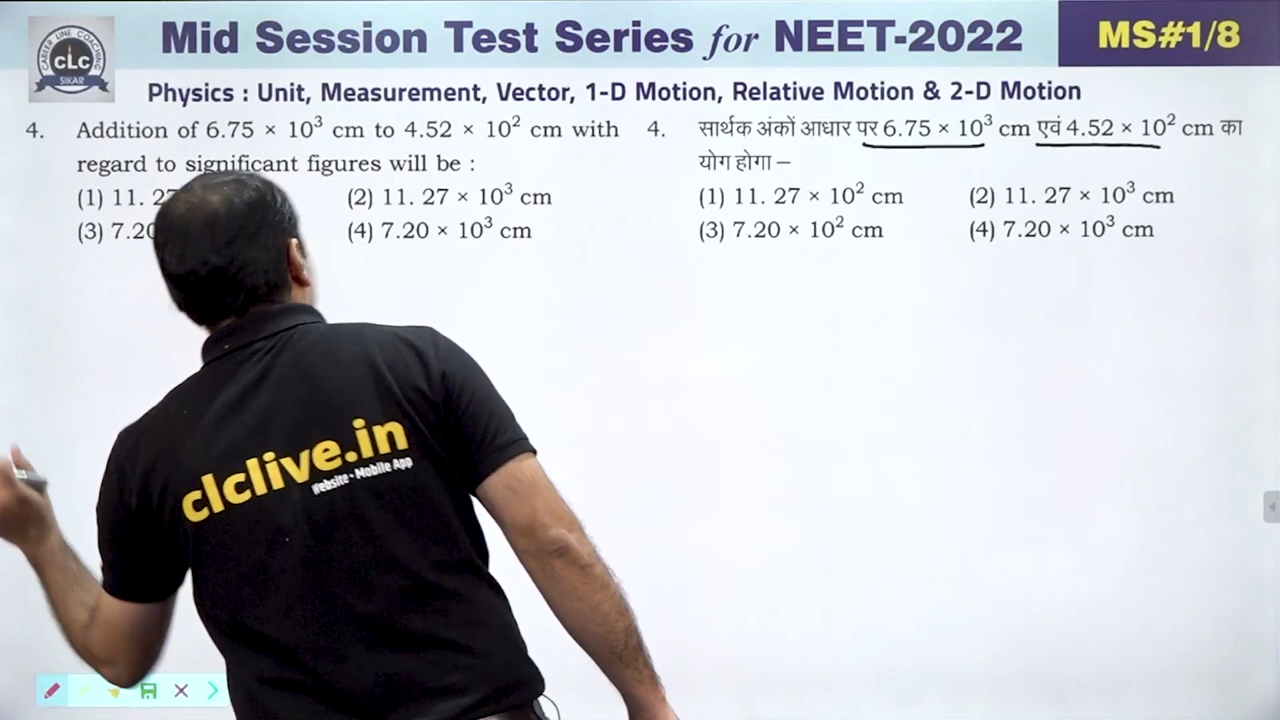 CAREER LINE COACHING
CLC
SIKAR
Mid Session Test Series for NEET-2022
MS#1/8
Physics : Unit, Measurement, Vector, 1-D Motion, Relative Motion & 2-D Motion
4. Addition of 6.75 × 10³ cm to 4.52 × 10² cm with
regard to significant figures will be :
(1) 11. 27
(2) 11. 27 × 10³ cm
(3) 7.20
(4) 7.20 × 10³ cm
4. सार्थक अंकों आधार पर 6.75 × 10³ cm एवं 4.52 × 10² cm का
योग होगा –
(1) 11. 27 × 10² cm
(2) 11. 27 × 10³ cm
(3) 7.20 × 10² cm
(4) 7.20 × 10³ cm
clclive.in
Website - Mobile App